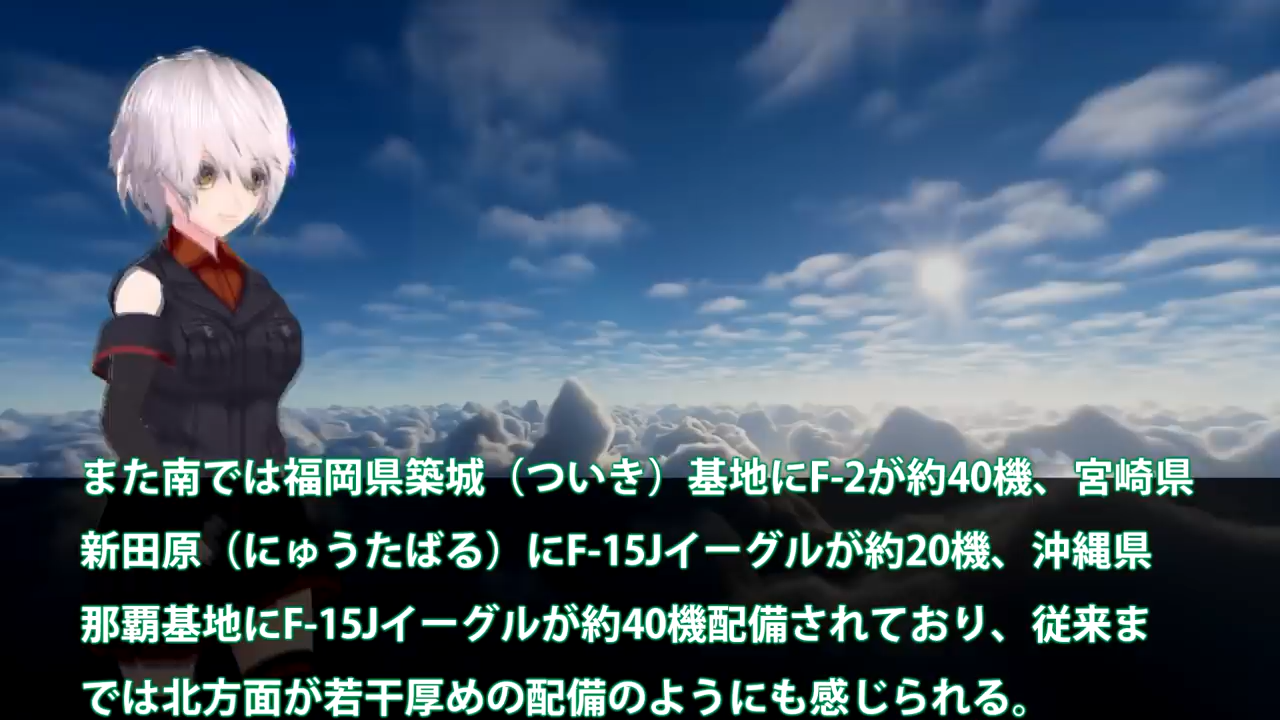 また南では福岡県築城（ついき）基地にF-2が約40機、宮崎県
新田原（にゅうたばる）にF-15Jイーグルが約20機、沖縄県
那覇基地にF-15Jイーグルが約40機配備されており、従来ま
では北方面が若干厚めの配備のようにも感じられる。